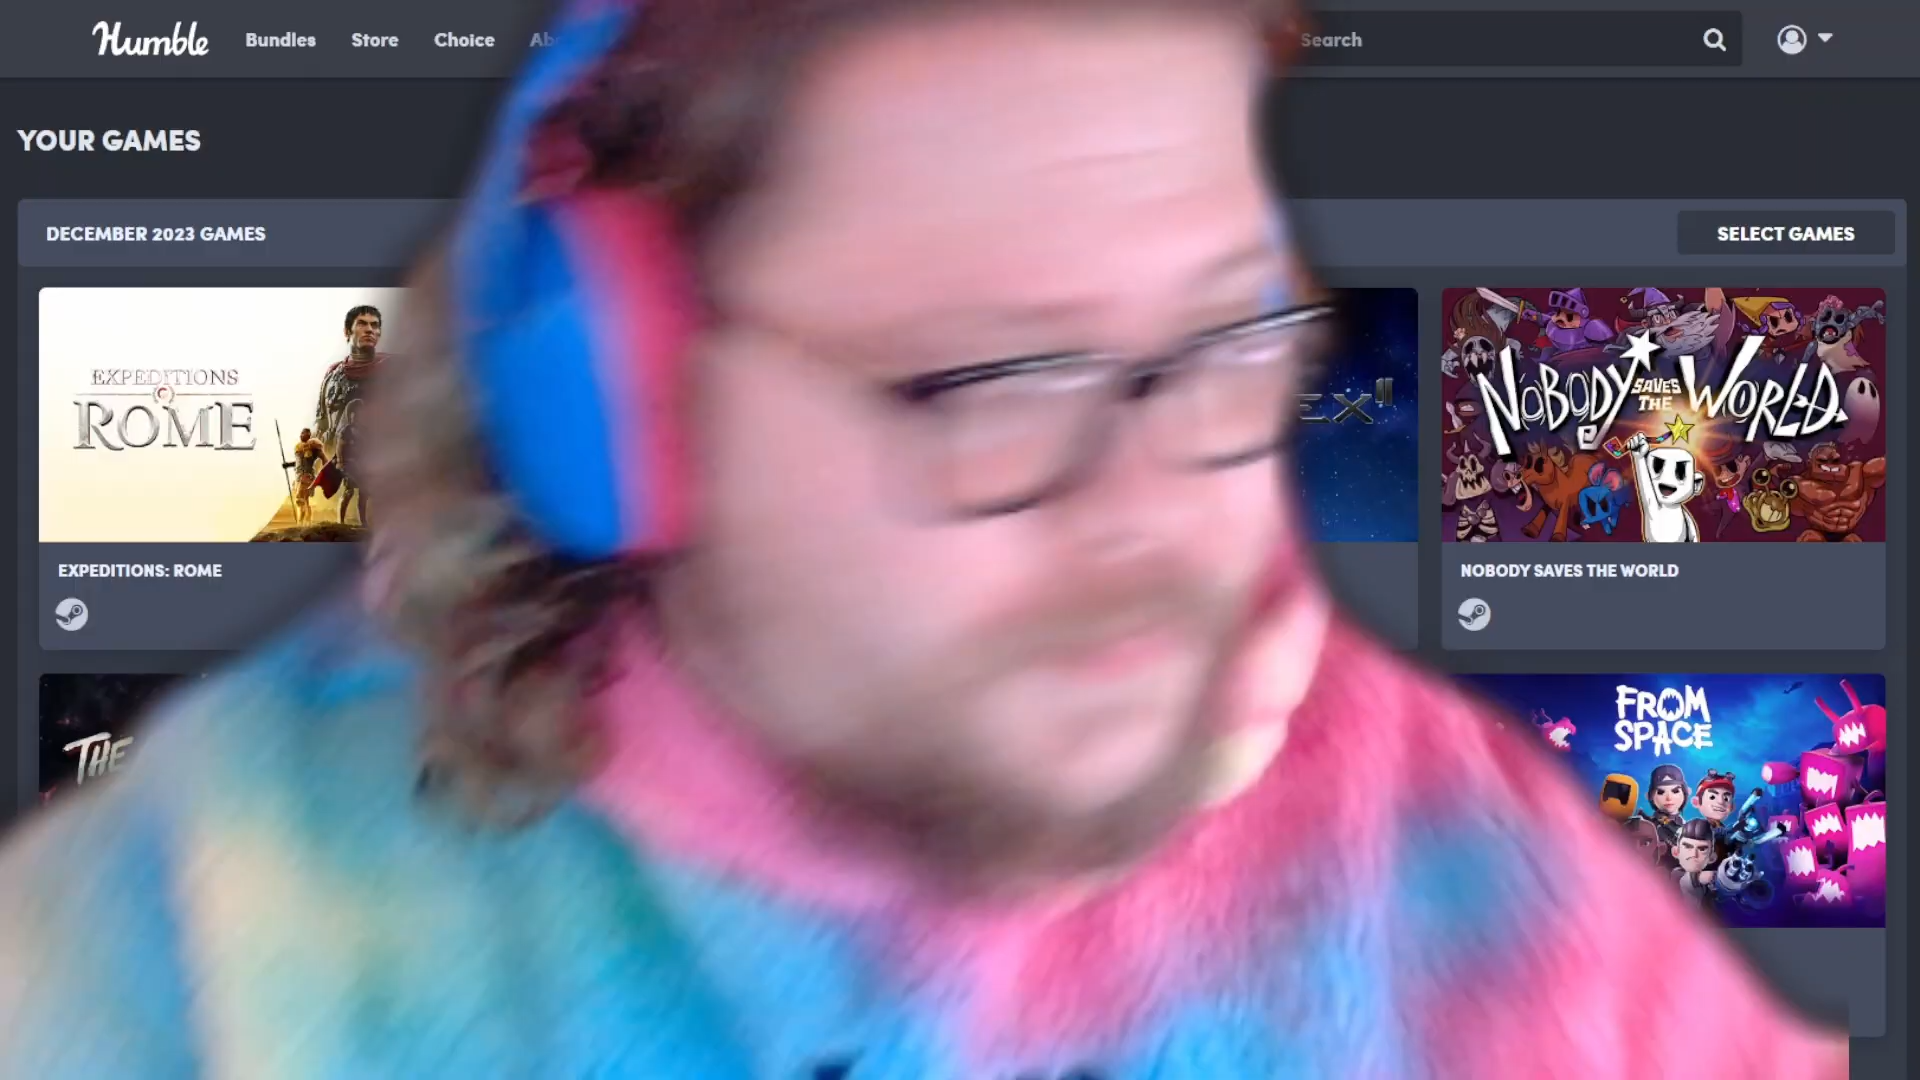 Humble
Bundles
Store
Choice
Search
YOUR GAMES
DECEMBER 2023 GAMES
SELECT GAMES
EXPEDITIONS
ROME
NOBODY
SAVES
THE
WORLD
EXPEDITIONS: ROME
NOBODY SAVES THE WORLD
THE
FROM
SPACE